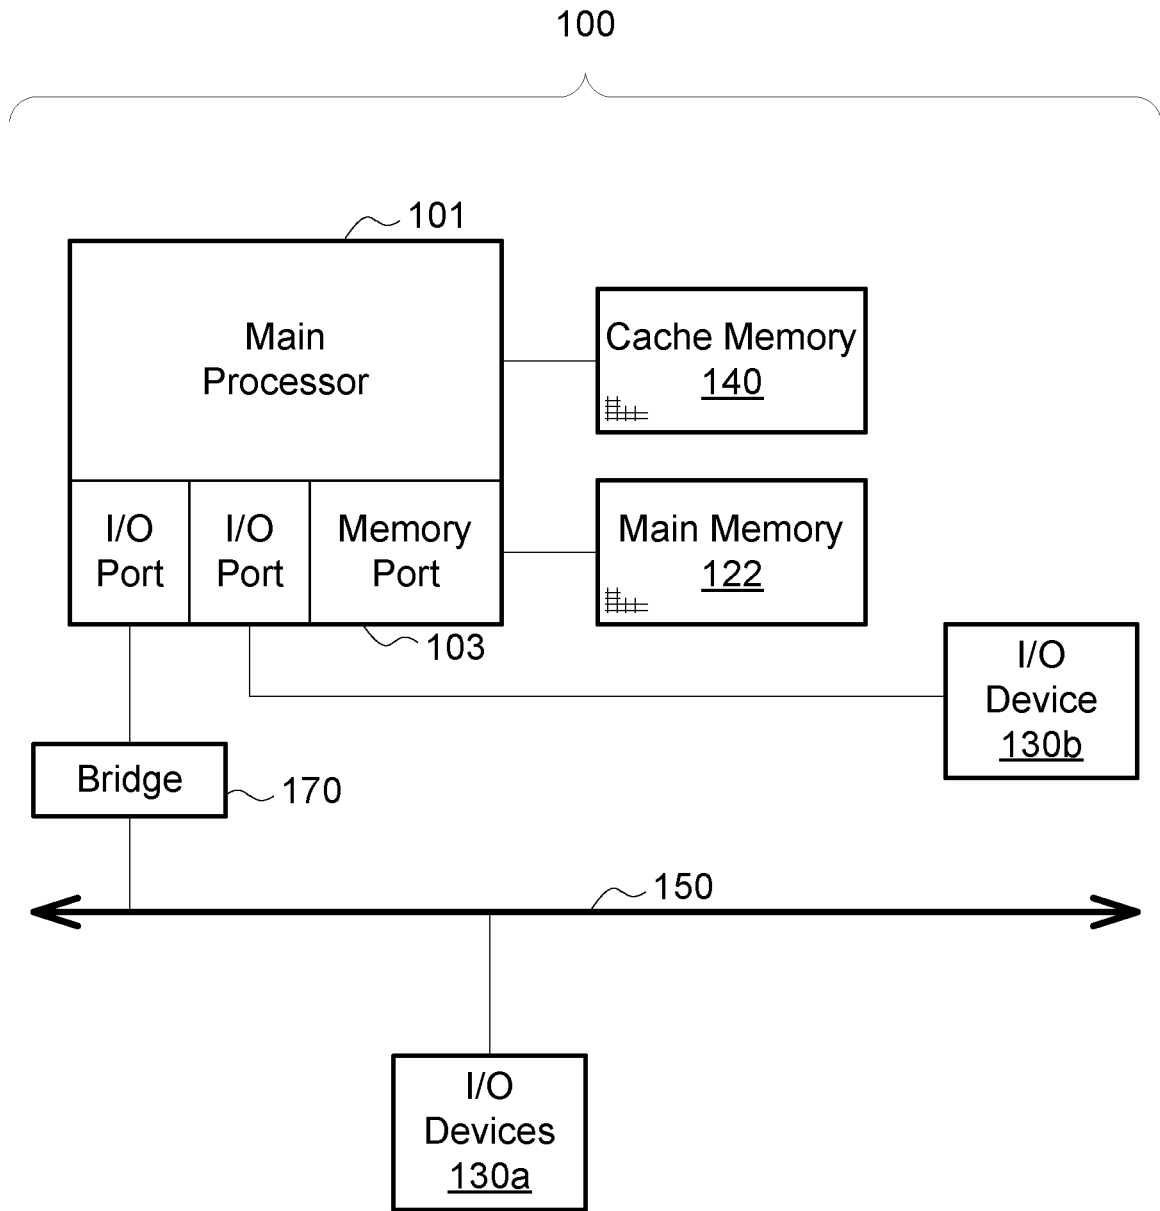 100
101
Main
Processor
Cache Memory
140
I/O
Port
I/O
Port
Memory
Port
Main Memory
122
103
I/O
Device
130b
Bridge
170
150
I/O
Devices
130a